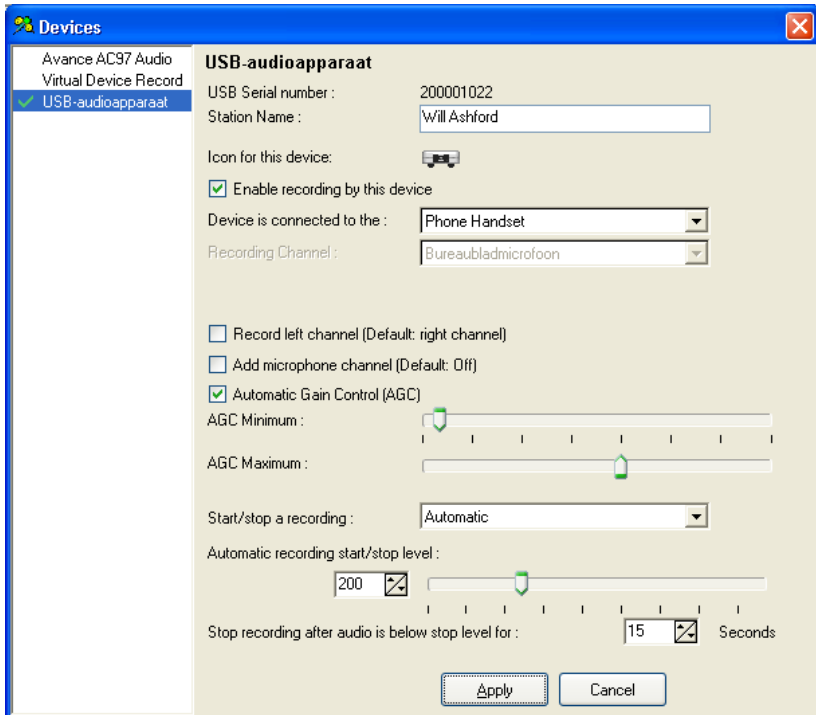 Devices
Avance AC97 Audio
Virtual Device Record
USB-audioapparaat
USB-audioapparaat
USB Serial number : 200001022
Station Name : Will Ashford
Icon for this device:
Enable recording by this device
Device is connected to the : Phone Handset
Recording Channel : Bureaubladmicrofoon
Record left channel (Default: right channel)
Add microphone channel (Default: Off)
Automatic Gain Control (AGC)
AGC Minimum :
AGC Maximum :
Start/stop a recording : Automatic
Automatic recording start/stop level :
200
Stop recording after audio is below stop level for : 15 Seconds
Apply Cancel